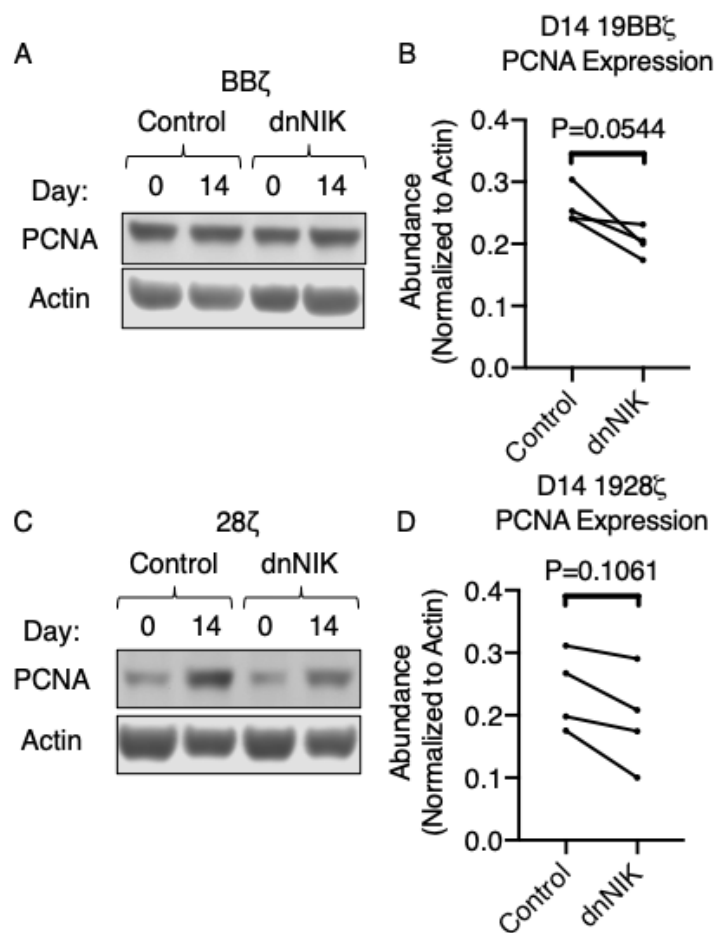 A
BBζ
Control dnNIK
Day: 0 14 0 14
PCNA
Actin
B
D14 19BBζ
PCNA Expression
P=0.0544
Abundance
(Normalized to Actin)
0.4
0.3
0.2
0.1
0.0
Control
dnNIK
C
28ζ
Control dnNIK
Day: 0 14 0 14
PCNA
Actin
D
D14 1928ζ
PCNA Expression
P=0.1061
Abundance
(Normalized to Actin)
0.4
0.3
0.2
0.1
0.0
Control
dnNIK